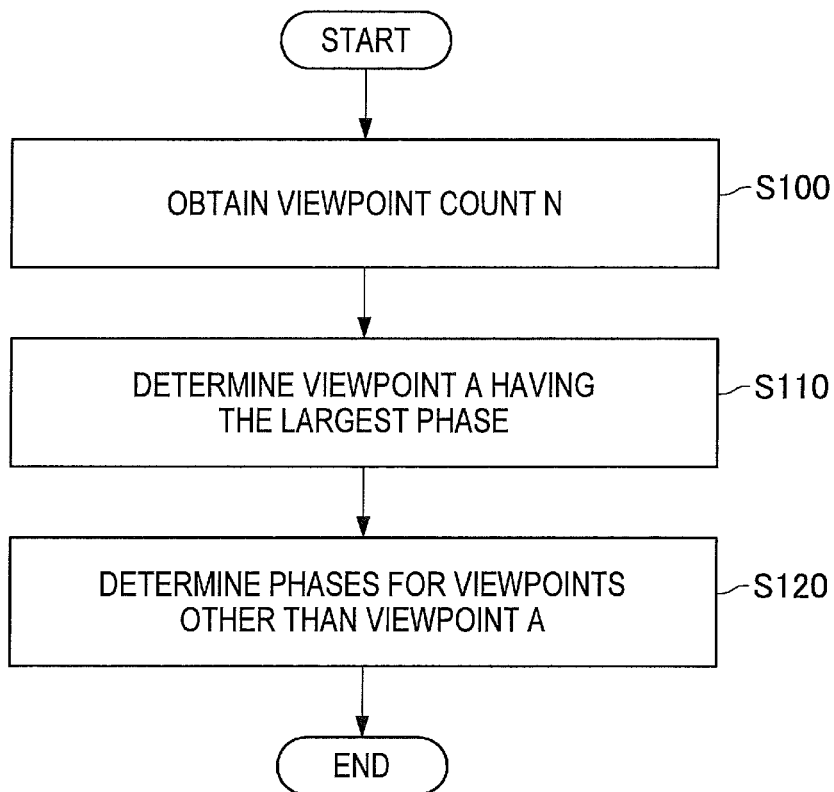 START
OBTAIN VIEWPOINT COUNT N
S100
DETERMINE VIEWPOINT A HAVING
THE LARGEST PHASE
S110
DETERMINE PHASES FOR VIEWPOINTS
OTHER THAN VIEWPOINT A
S120
END